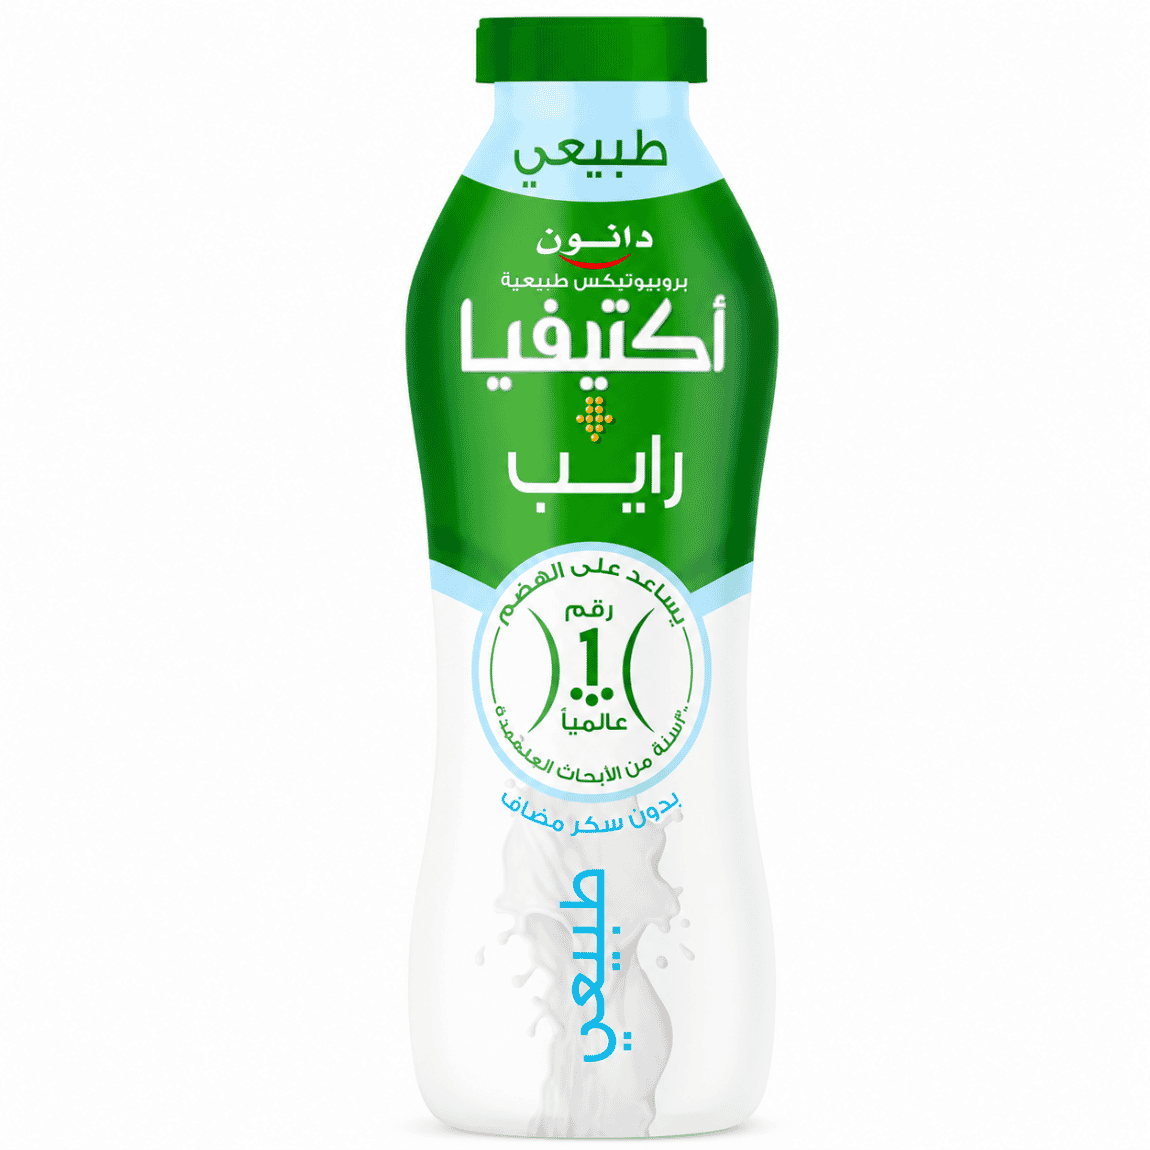 طبيعي
دانون
بروبيوتيكس طبيعية
أكتيفيا
رايب
يساعد على الهضم
رقم
1
عالمياً
سنة من الأبحاث
بدون سكر مضاف
طبيعي